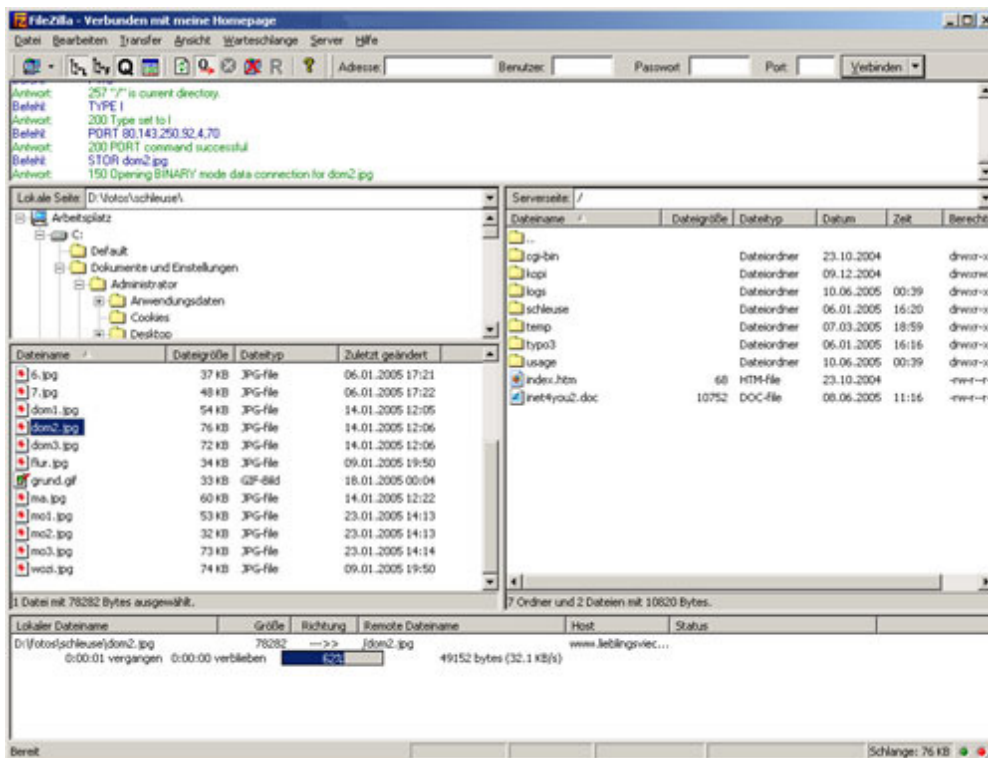 FileZilla - Verbunden mit meine Homepage
Datei Bearbeiten Transfer Ansicht Warteschlange Server Hilfe
Adresse: Benutzer: Passwort: Port: Verbinden
Antwort: 257 "/" is current directory.
Befehl: TYPE I
Antwort: 200 Type set to I
Befehl: PORT 80,143,250,92,4,70
Antwort: 200 PORT command successful
Befehl: STOR dom2.jpg
Antwort: 150 Opening BINARY mode data connection for dom2.jpg
Lokale Seite: D:\fotos\schleuse\
Arbeitsplatz
C:
Default
Dokumente und Einstellungen
Administrator
Anwendungsdaten
Cookies
Desktop
Dateiname Dateigröße Dateityp Zuletzt geändert
6.jpg 37 KB JPG-file 06.01.2005 17:21
7.jpg 48 KB JPG-file 06.01.2005 17:22
dom1.jpg 54 KB JPG-file 14.01.2005 12:05
dom2.jpg 76 KB JPG-file 14.01.2005 12:06
dom3.jpg 72 KB JPG-file 14.01.2005 12:06
flur.jpg 34 KB JPG-file 09.01.2005 19:50
grund.gif 33 KB GIF-Bild 18.01.2005 00:04
ma.jpg 60 KB JPG-file 14.01.2005 12:22
mo1.jpg 53 KB JPG-file 23.01.2005 14:13
mo2.jpg 32 KB JPG-file 23.01.2005 14:13
mo3.jpg 73 KB JPG-file 23.01.2005 14:14
wozi.jpg 74 KB JPG-file 09.01.2005 19:50
1 Datei mit 78282 Bytes ausgewählt.
Serverseite: /
Dateiname Dateigröße Dateityp Datum Zeit Berecht
..
cgi-bin Dateiordner 23.10.2004 drwxr-x
kopi Dateiordner 09.12.2004
logs Dateiordner 10.06.2005 00:39 drwxr-x
schleuse Dateiordner 06.01.2005 16:20 drwxr-x
temp Dateiordner 07.03.2005 18:59 drwxr-x
typo3 Dateiordner 06.01.2005 16:16 drwxr-x
usage Dateiordner 10.06.2005 00:39 drwxr-x
index.htm 68 HTM-file 23.10.2004 -rw-r--r
inet4you2.doc 10752 DOC-file 08.06.2005 11:16 -rw-r--r
7 Ordner und 2 Dateien mit 10820 Bytes.
Lokaler Dateiname Größe Richtung Remote Dateiname Host Status
D:\fotos\schleuse\dom2.jpg 78282 --->> /dom2.jpg www.lieblingsviec...
0:00:01 vergangen 0:00:00 verblieben 62% 49152 bytes (32.1 KB/s)
Bereit Schlange: 76 KB